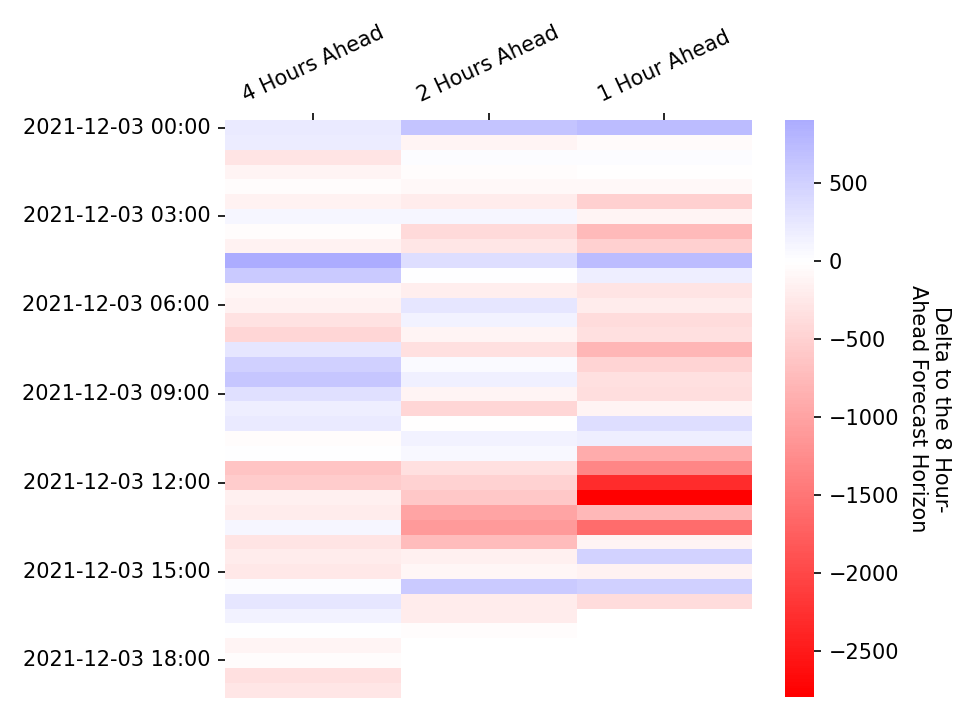 4 Hours Ahead
2 Hours Ahead
1 Hour Ahead
2021-12-03 00:00
2021-12-03 03:00
2021-12-03 06:00
2021-12-03 09:00
2021-12-03 12:00
2021-12-03 15:00
2021-12-03 18:00
500
0
−500
−1000
−1500
−2000
−2500
Delta to the 8 Hour-
Ahead Forecast Horizon